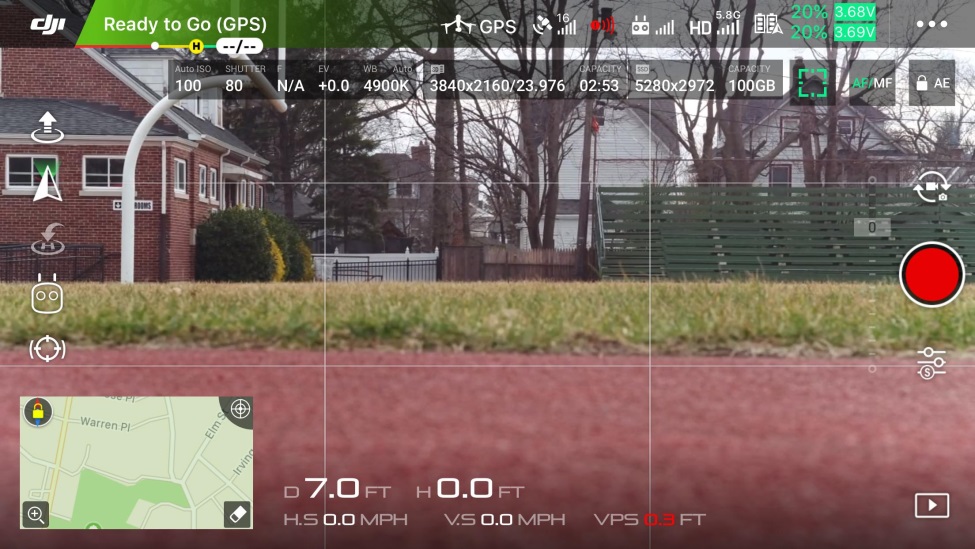 dji Ready to Go (GPS) GPS 16 HD 5.8G 20% 3.68V
20% 3.69V
H --/--
Auto ISO SHUTTER F EV WB - Auto CAPACITY CAPACITY
100 80 N/A +0.0 4900K 3840x2160/23.976 02:53 5280x2972 100GB AF/MF AE
0
Warren Pl
Elm S
Irving
D 7.0 FT H 0.0 FT
H.S 0.0 MPH V.S 0.0 MPH VPS 0.3 FT
S